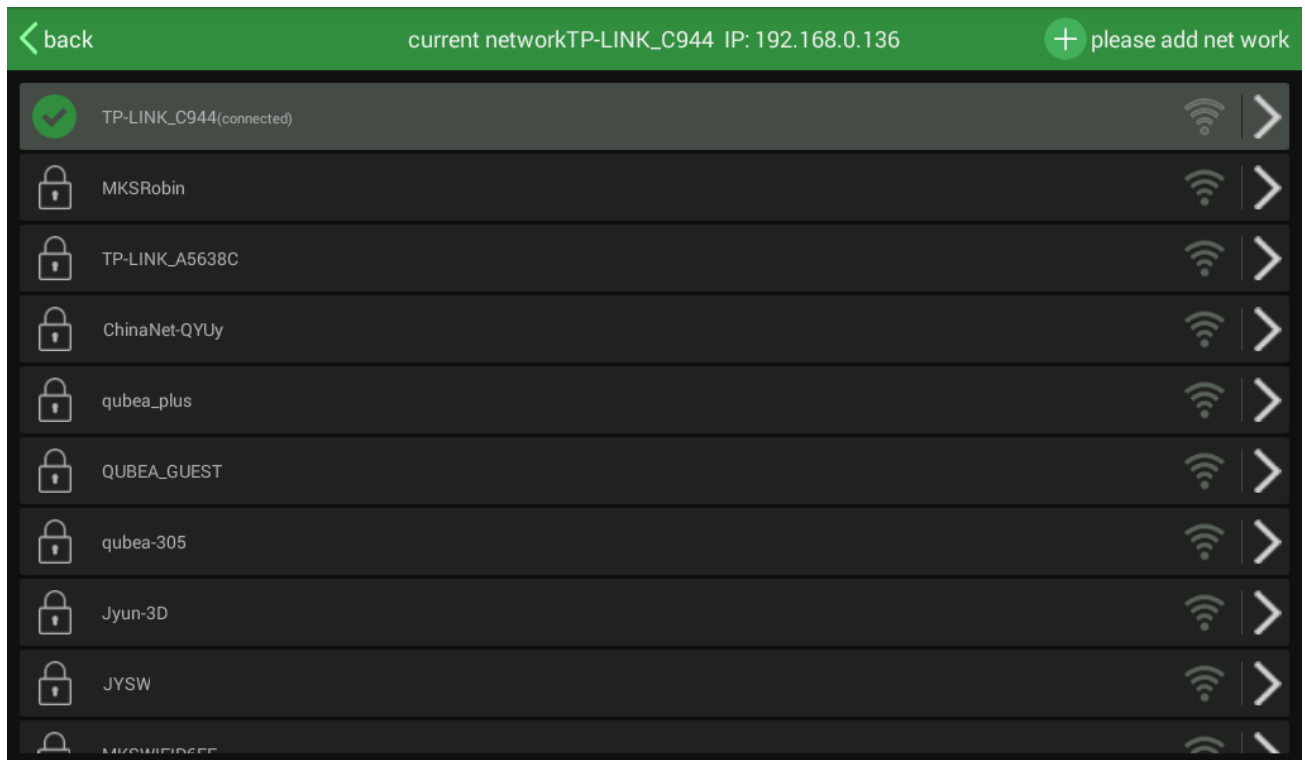 back
current networkTP-LINK_C944 IP: 192.168.0.136
please add net work
TP-LINK_C944(connected)
MKSRobin
TP-LINK_A5638C
ChinaNet-QYUy
qubea_plus
QUBEA_GUEST
qubea-305
Jyun-3D
JYSW